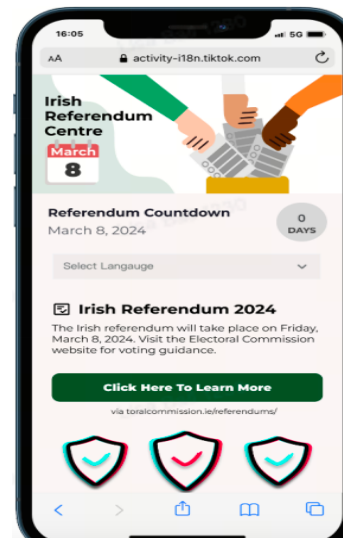 16:05
5G
AA
activity-i18n.tiktok.com
Irish
Referendum
Centre
March
8
Referendum Countdown
March 8, 2024
0
DAYS
Select Langauge
Irish Referendum 2024
The Irish referendum will take place on Friday,
March 8, 2024. Visit the Electoral Commission
website for voting guidance.
Click Here To Learn More
via toralcommission.ie/referendums/